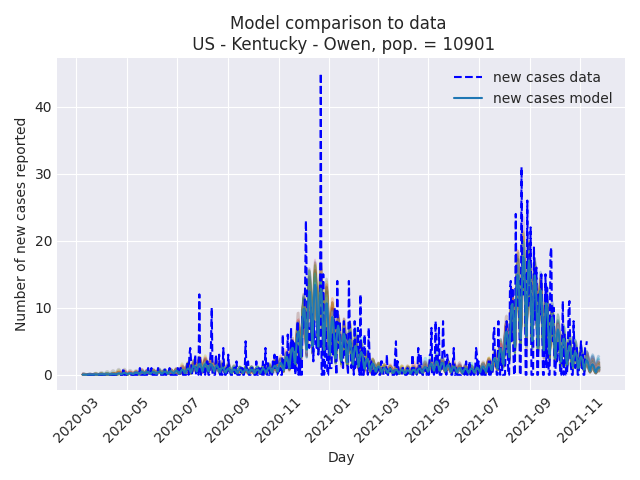 Model comparison to data
US - Kentucky - Owen, pop. = 10901
new cases data
new cases model
Number of new cases reported
40
30
20
10
0
2020-03
2020-05
2020-07
2020-09
2020-11
2021-01
2021-03
2021-05
2021-07
2021-09
2021-11
Day